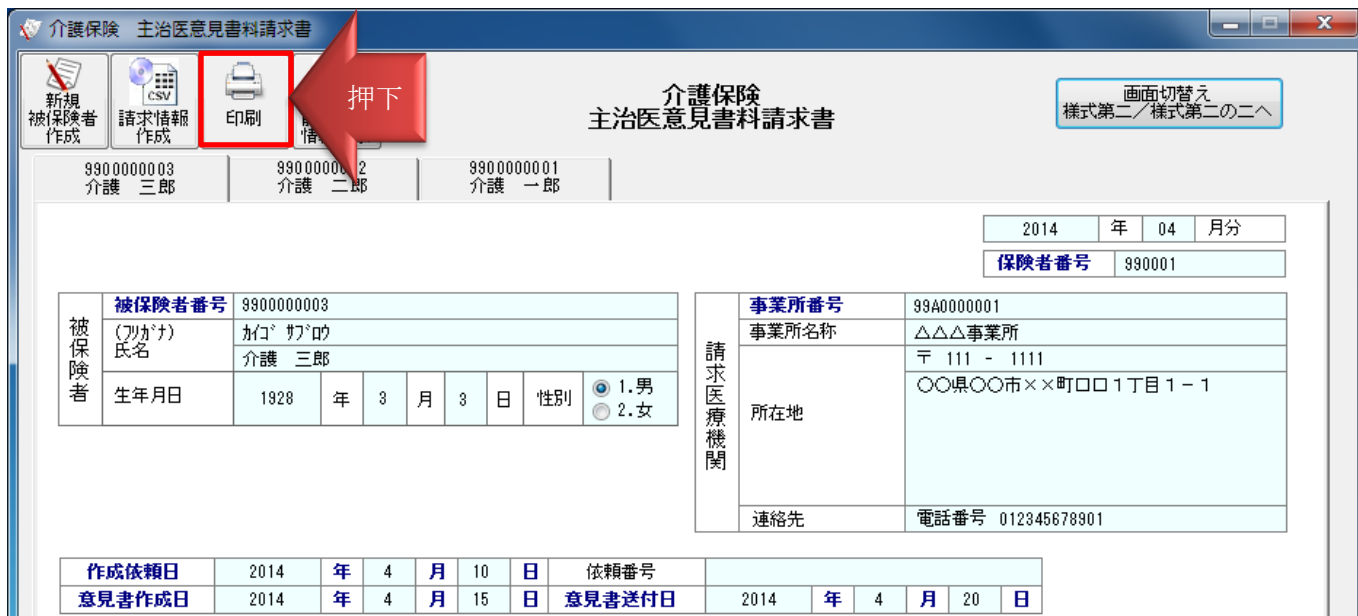 介護保険　主治医意見書料請求書
新規
被保険者
作成
CSV
請求情報
作成
印刷
押下
介護保険
主治医意見書料請求書
画面切替え
様式第二／様式第二の二へ
9900000003
介護　三郎
介護　二郎
9900000001
介護　一郎
2014 年 04 月分
保険者番号 990001
被保険者
被保険者番号 9900000003
(フリガナ) カイゴ サブロウ
氏名 介護　三郎
生年月日 1928 年 3 月 3 日 性別 1.男
2.女
請求医療機関
事業所番号 99A0000001
事業所名称 △△△事業所
所在地 〒 111 - 1111
〇〇県〇〇市××町口口１丁目１－１
連絡先 電話番号 012345678901
作成依頼日 2014 年 4 月 10 日 依頼番号
意見書作成日 2014 年 4 月 15 日 意見書送付日 2014 年 4 月 20 日